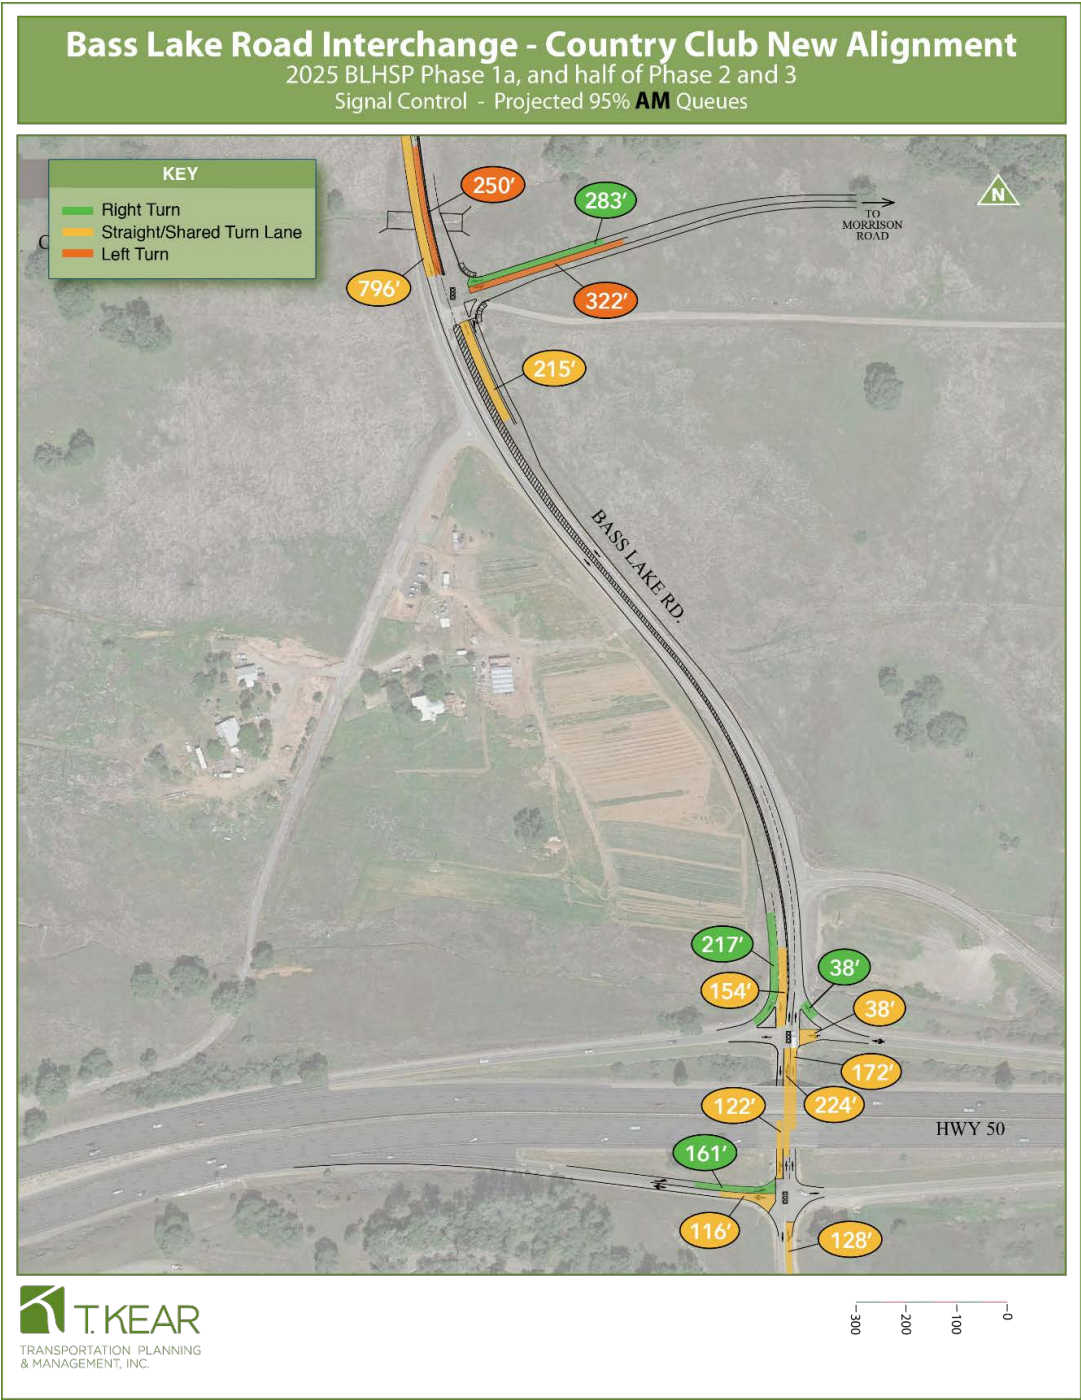 Bass Lake Road Interchange - Country Club New Alignment
2025 BLHSP Phase 1a, and half of Phase 2 and 3
Signal Control - Projected 95% AM Queues
KEY
Right Turn
Straight/Shared Turn Lane
Left Turn
C
250'
283'
N
TO
MORRISON
ROAD
796'
322'
215'
BASS LAKE RD.
217'
38'
154'
38'
172'
122'
224'
HWY 50
161'
116'
128'
T.KEAR
TRANSPORTATION PLANNING
& MANAGEMENT, INC.
300
200
100
0